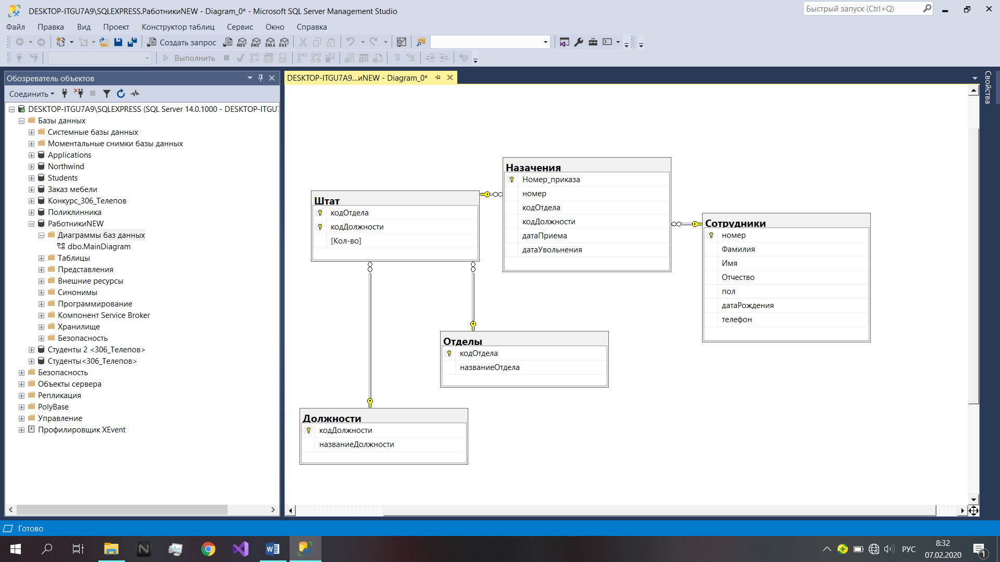 DESKTOP-ITGU7A9\SQLEXPRESS.РаботникиNEW - Diagram_0* - Microsoft SQL Server Management Studio
Быстрый запуск (Ctrl+Q)
Файл Правка Вид Проект Конструктор таблиц Сервис Окно Справка
Создать запрос MDX DMX XMLA DAX
Выполнить
Обозреватель объектов
DESKTOP-ITGU7A9...иNEW - Diagram_0*
Свойства
Соединить
DESKTOP-ITGU7A9\SQLEXPRESS (SQL Server 14.0.1000 - DESKTOP-ITGU7
Базы данных
Системные базы данных
Моментальные снимки базы данных
Applications
Northwind
Students
Заказ мебели
Конкурс_306_Телепов
Поликлинника
РаботникиNEW
Диаграммы баз данных
dbo.MainDiagram
Таблицы
Представления
Внешние ресурсы
Синонимы
Программирование
Компонент Service Broker
Хранилище
Безопасность
Студенты 2 <306_Телепов>
Студенты<306_Телепов>
Безопасность
Объекты сервера
Репликация
PolyBase
Управление
Профилировщик XEvent
Штат
кодОтдела
кодДолжности
[Кол-во]
Назачения
Номер_приказа
номер
кодОтдела
кодДолжности
датаПриема
датаУвольнения
Сотрудники
номер
Фамилия
Имя
Отчество
пол
датаРождения
телефон
Отделы
кодОтдела
названиеОтдела
Должности
кодДолжности
названиеДолжности
Готово
РУС
8:32
07.02.2020
1